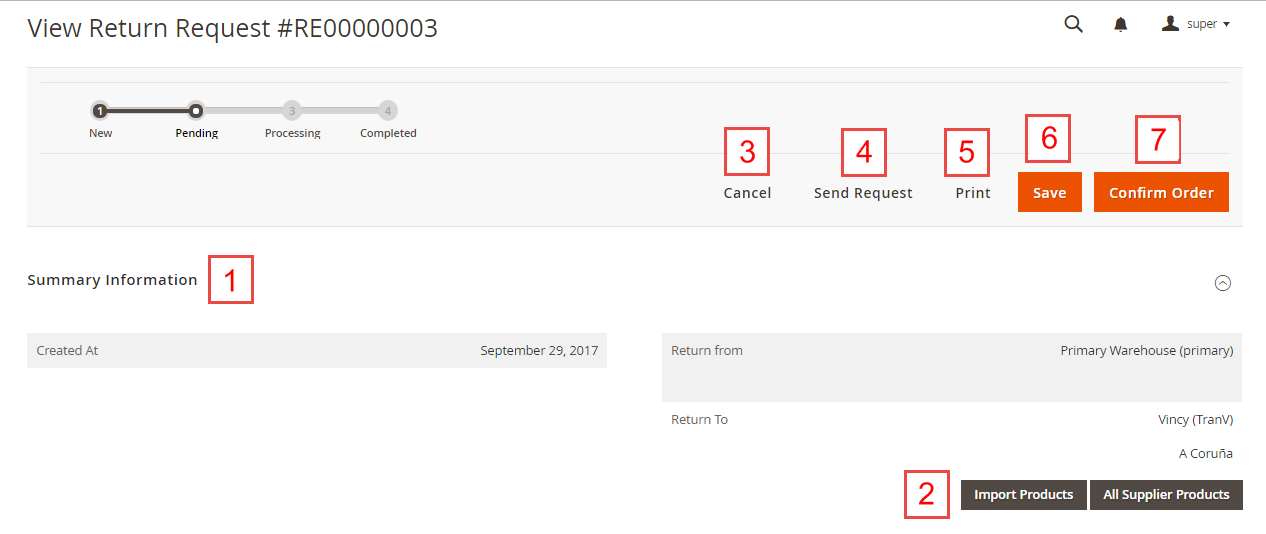 View Return Request #RE00000003
super
1
3
4
New
Pending
Processing
Completed
3
4
5
6
7
Cancel
Send Request
Print
Save
Confirm Order
Summary Information
1
Created At
September 29, 2017
Return from
Primary Warehouse (primary)
Return To
Vincy (TranV)
A Coruña
2
Import Products
All Supplier Products